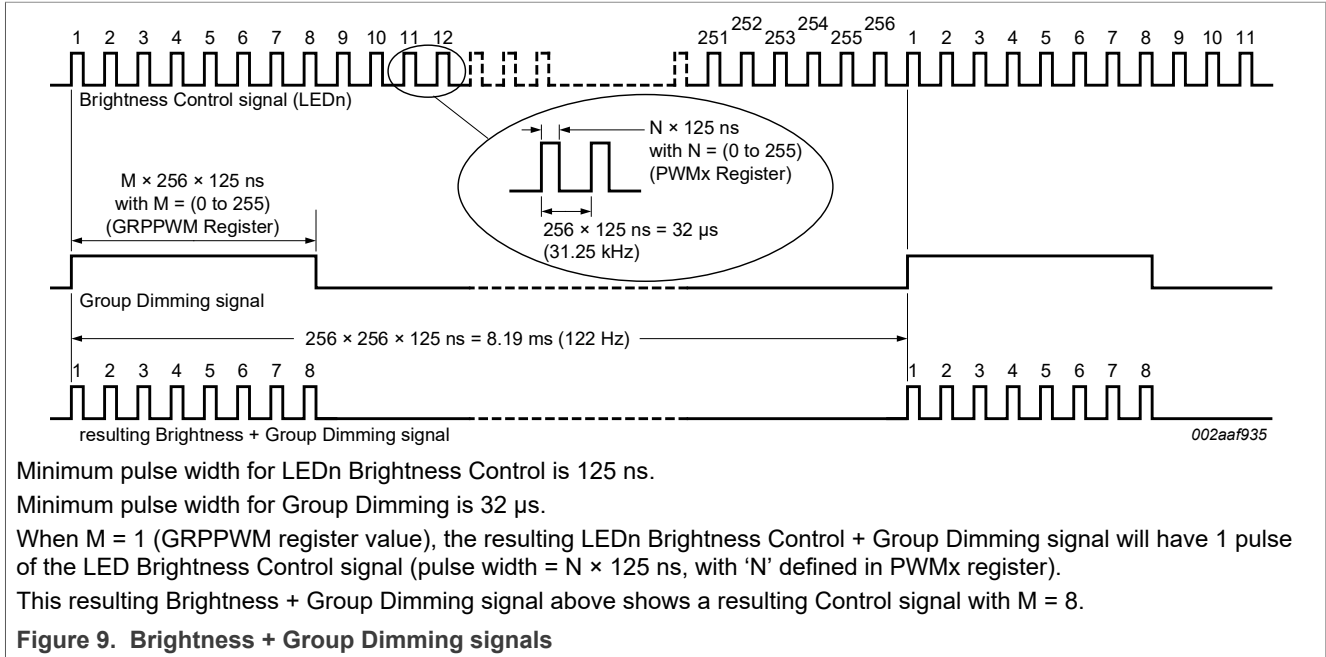 1 2 3 4 5 6 7 8 9 10 11 12 251 252 253 254 255 256 1 2 3 4 5 6 7 8 9 10 11
Brightness Control signal (LEDn)
N × 125 ns
with N = (0 to 255)
(PWMx Register)
256 × 125 ns = 32 μs
(31.25 kHz)
M × 256 × 125 ns
with M = (0 to 255)
(GRPPWM Register)
Group Dimming signal
256 × 256 × 125 ns = 8.19 ms (122 Hz)
1 2 3 4 5 6 7 8 1 2 3 4 5 6 7 8
resulting Brightness + Group Dimming signal
002aaf935
Minimum pulse width for LEDn Brightness Control is 125 ns.
Minimum pulse width for Group Dimming is 32 μs.
When M = 1 (GRPPWM register value), the resulting LEDn Brightness Control + Group Dimming signal will have 1 pulse
of the LED Brightness Control signal (pulse width = N × 125 ns, with ‘N’ defined in PWMx register).
This resulting Brightness + Group Dimming signal above shows a resulting Control signal with M = 8.
Figure 9. Brightness + Group Dimming signals